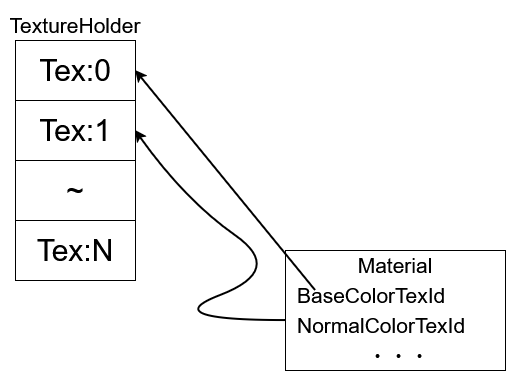 TextureHolder
Tex:0
Tex:1
~
Tex:N
Material
BaseColorTexId
NormalColorTexId
・・・